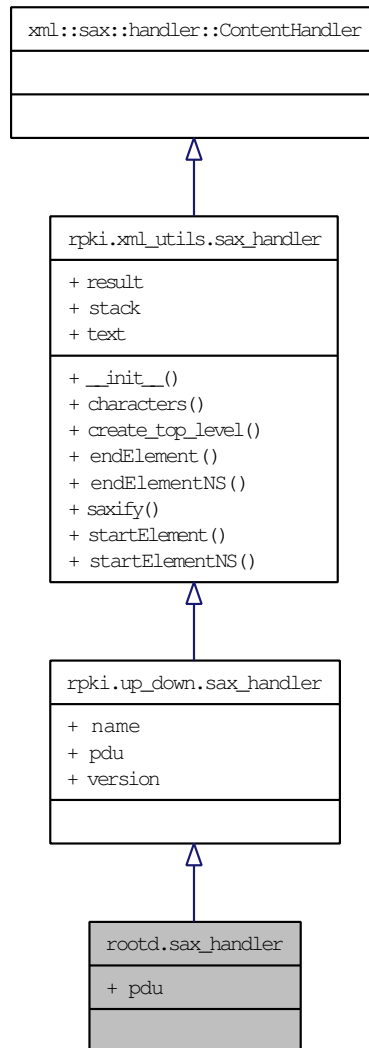 xml::sax::handler::ContentHandler
rpki.xml_utils.sax_handler
+ result
+ stack
+ text
+ __init__()
+ characters()
+ create_top_level()
+ endElement()
+ endElementNS()
+ saxify()
+ startElement()
+ startElementNS()
rpki.up_down.sax_handler
+ name
+ pdu
+ version
rootd.sax_handler
+ pdu